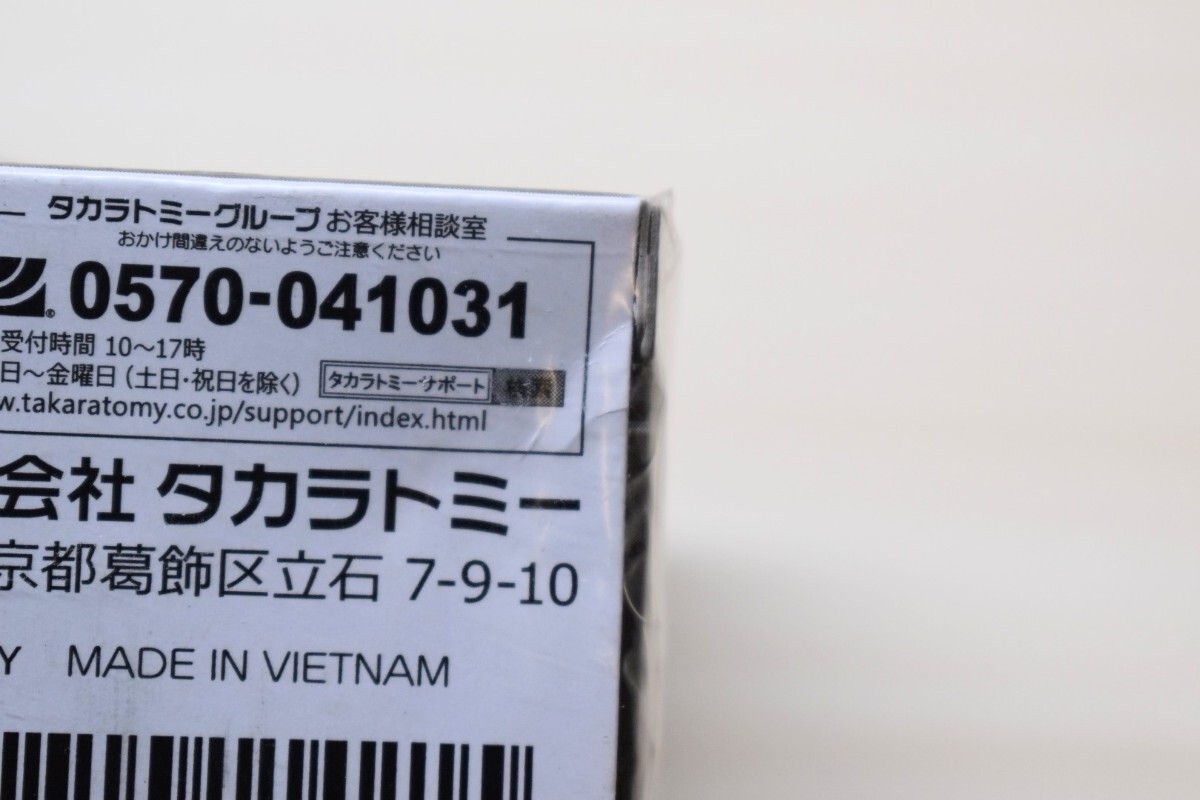 タカラトミーグループ お客様相談室
おかけ間違えのないようご注意ください
® 0570-041031
受付時間 10～17時
日～金曜日 (土日・祝日を除く) タカラトミーサポート 検索
w.takaratomy.co.jp/support/index.html
会社 タカラトミー
京都葛飾区立石 7-9-10
Y MADE IN VIETNAM